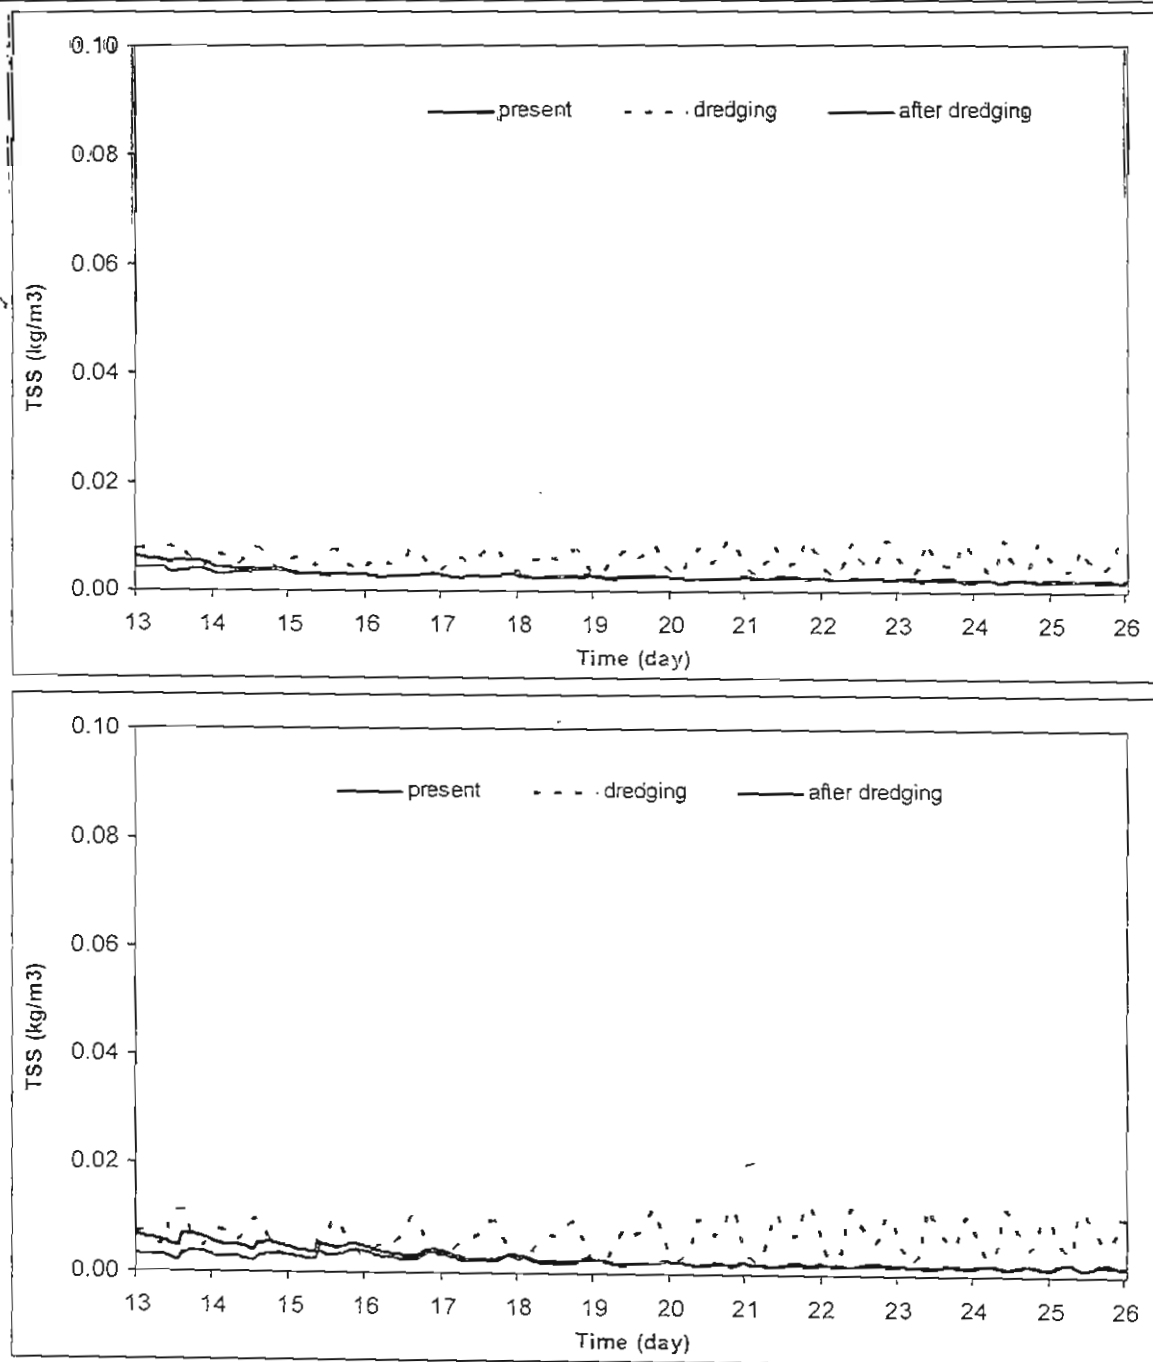 0.10
present dredging after dredging
0.08
0.06
TSS (kg/m3)
0.04
0.02
0.00
13 14 15 16 17 18 19 20 21 22 23 24 25 26
Time (day)
0.10
present dredging after dredging
0.08
0.06
TSS (kg/m3)
0.04
0.02
0.00
13 14 15 16 17 18 19 20 21 22 23 24 25 26
Time (day)